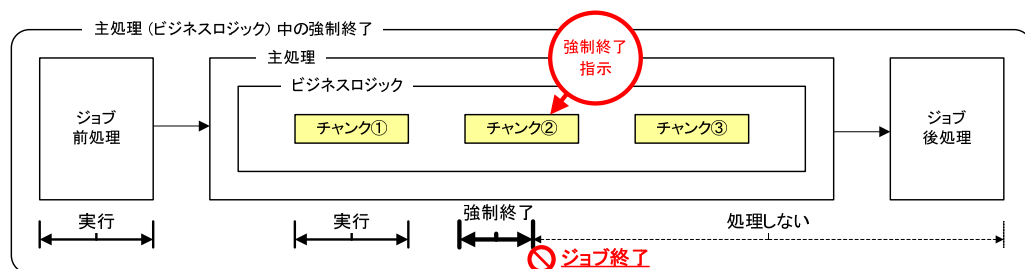 主処理(ビジネスロジック)中の強制終了
主処理
ビジネスロジック
強制終了
指示
ジョブ
前処理
チャンク①
チャンク②
チャンク③
ジョブ
後処理
実行
実行
強制終了
処理しない
ジョブ終了